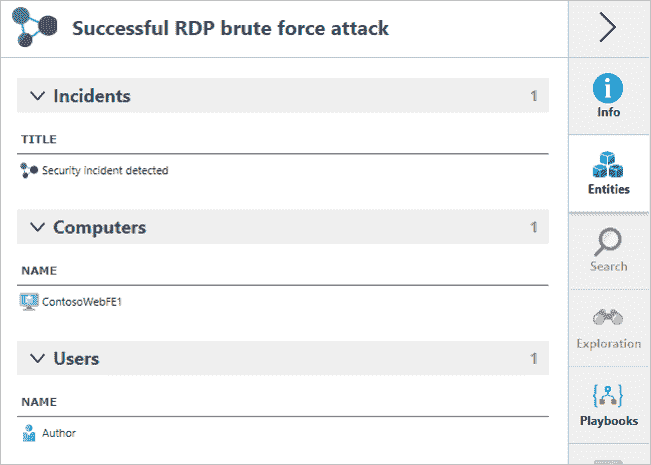 Successful RDP brute force attack
Incidents 1
TITLE
Security incident detected
Computers 1
NAME
ContosoWebFE1
Users 1
NAME
Author
Info
Entities
Search
Exploration
Playbooks